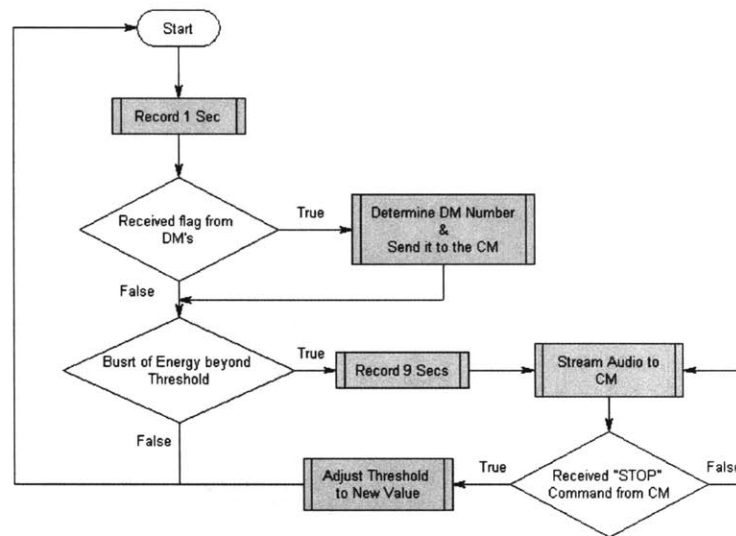 Start
Record 1 Sec
Received flag from
DM's
True
Determine DM Number
&
Send it to the CM
False
Busrt of Energy beyond
Threshold
True
Record 9 Secs
Stream Audio to
CM
False
Adjust Threshold
to New Value
True
Received "STOP"
Command from CM
False